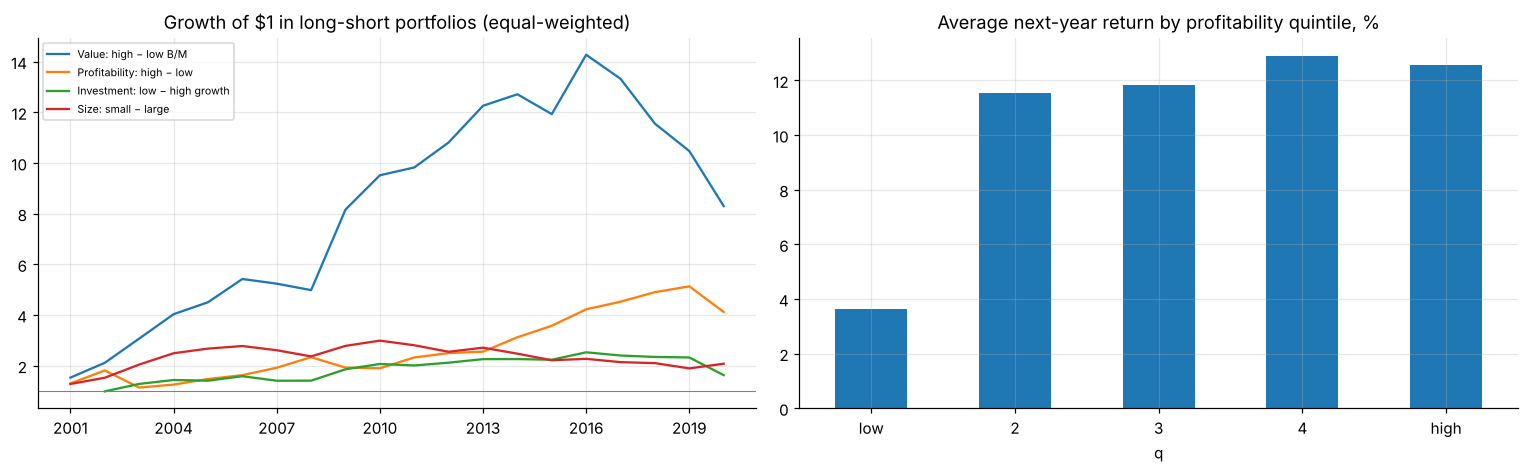 Growth of $1 in long-short portfolios (equal-weighted)
Value: high − low B/M
Profitability: high − low
Investment: low − high growth
Size: small − large
14
12
10
8
6
4
2
2001 2004 2007 2010 2013 2016 2019
Average next-year return by profitability quintile, %
12
10
8
6
4
2
0
low 2 3 4 high
q